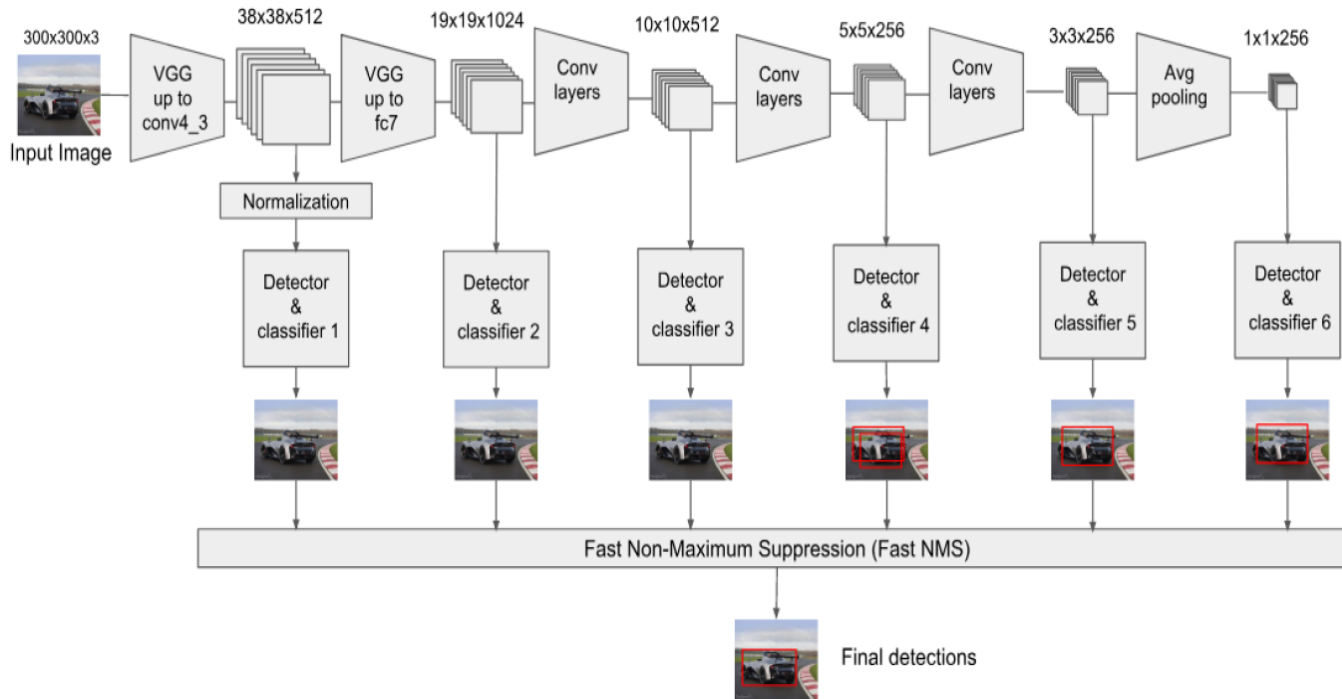 38x38x512
19x19x1024
10x10x512
5x5x256
3x3x256
1x1x256
300x300x3
VGG
up to
conv4_3
VGG
up to
fc7
Conv
layers
Conv
layers
Conv
layers
Avg
pooling
Input Image
Normalization
Detector
&
classifier 1
Detector
&
classifier 2
Detector
&
classifier 3
Detector
&
classifier 4
Detector
&
classifier 5
Detector
&
classifier 6
Fast Non-Maximum Suppression (Fast NMS)
Final detections